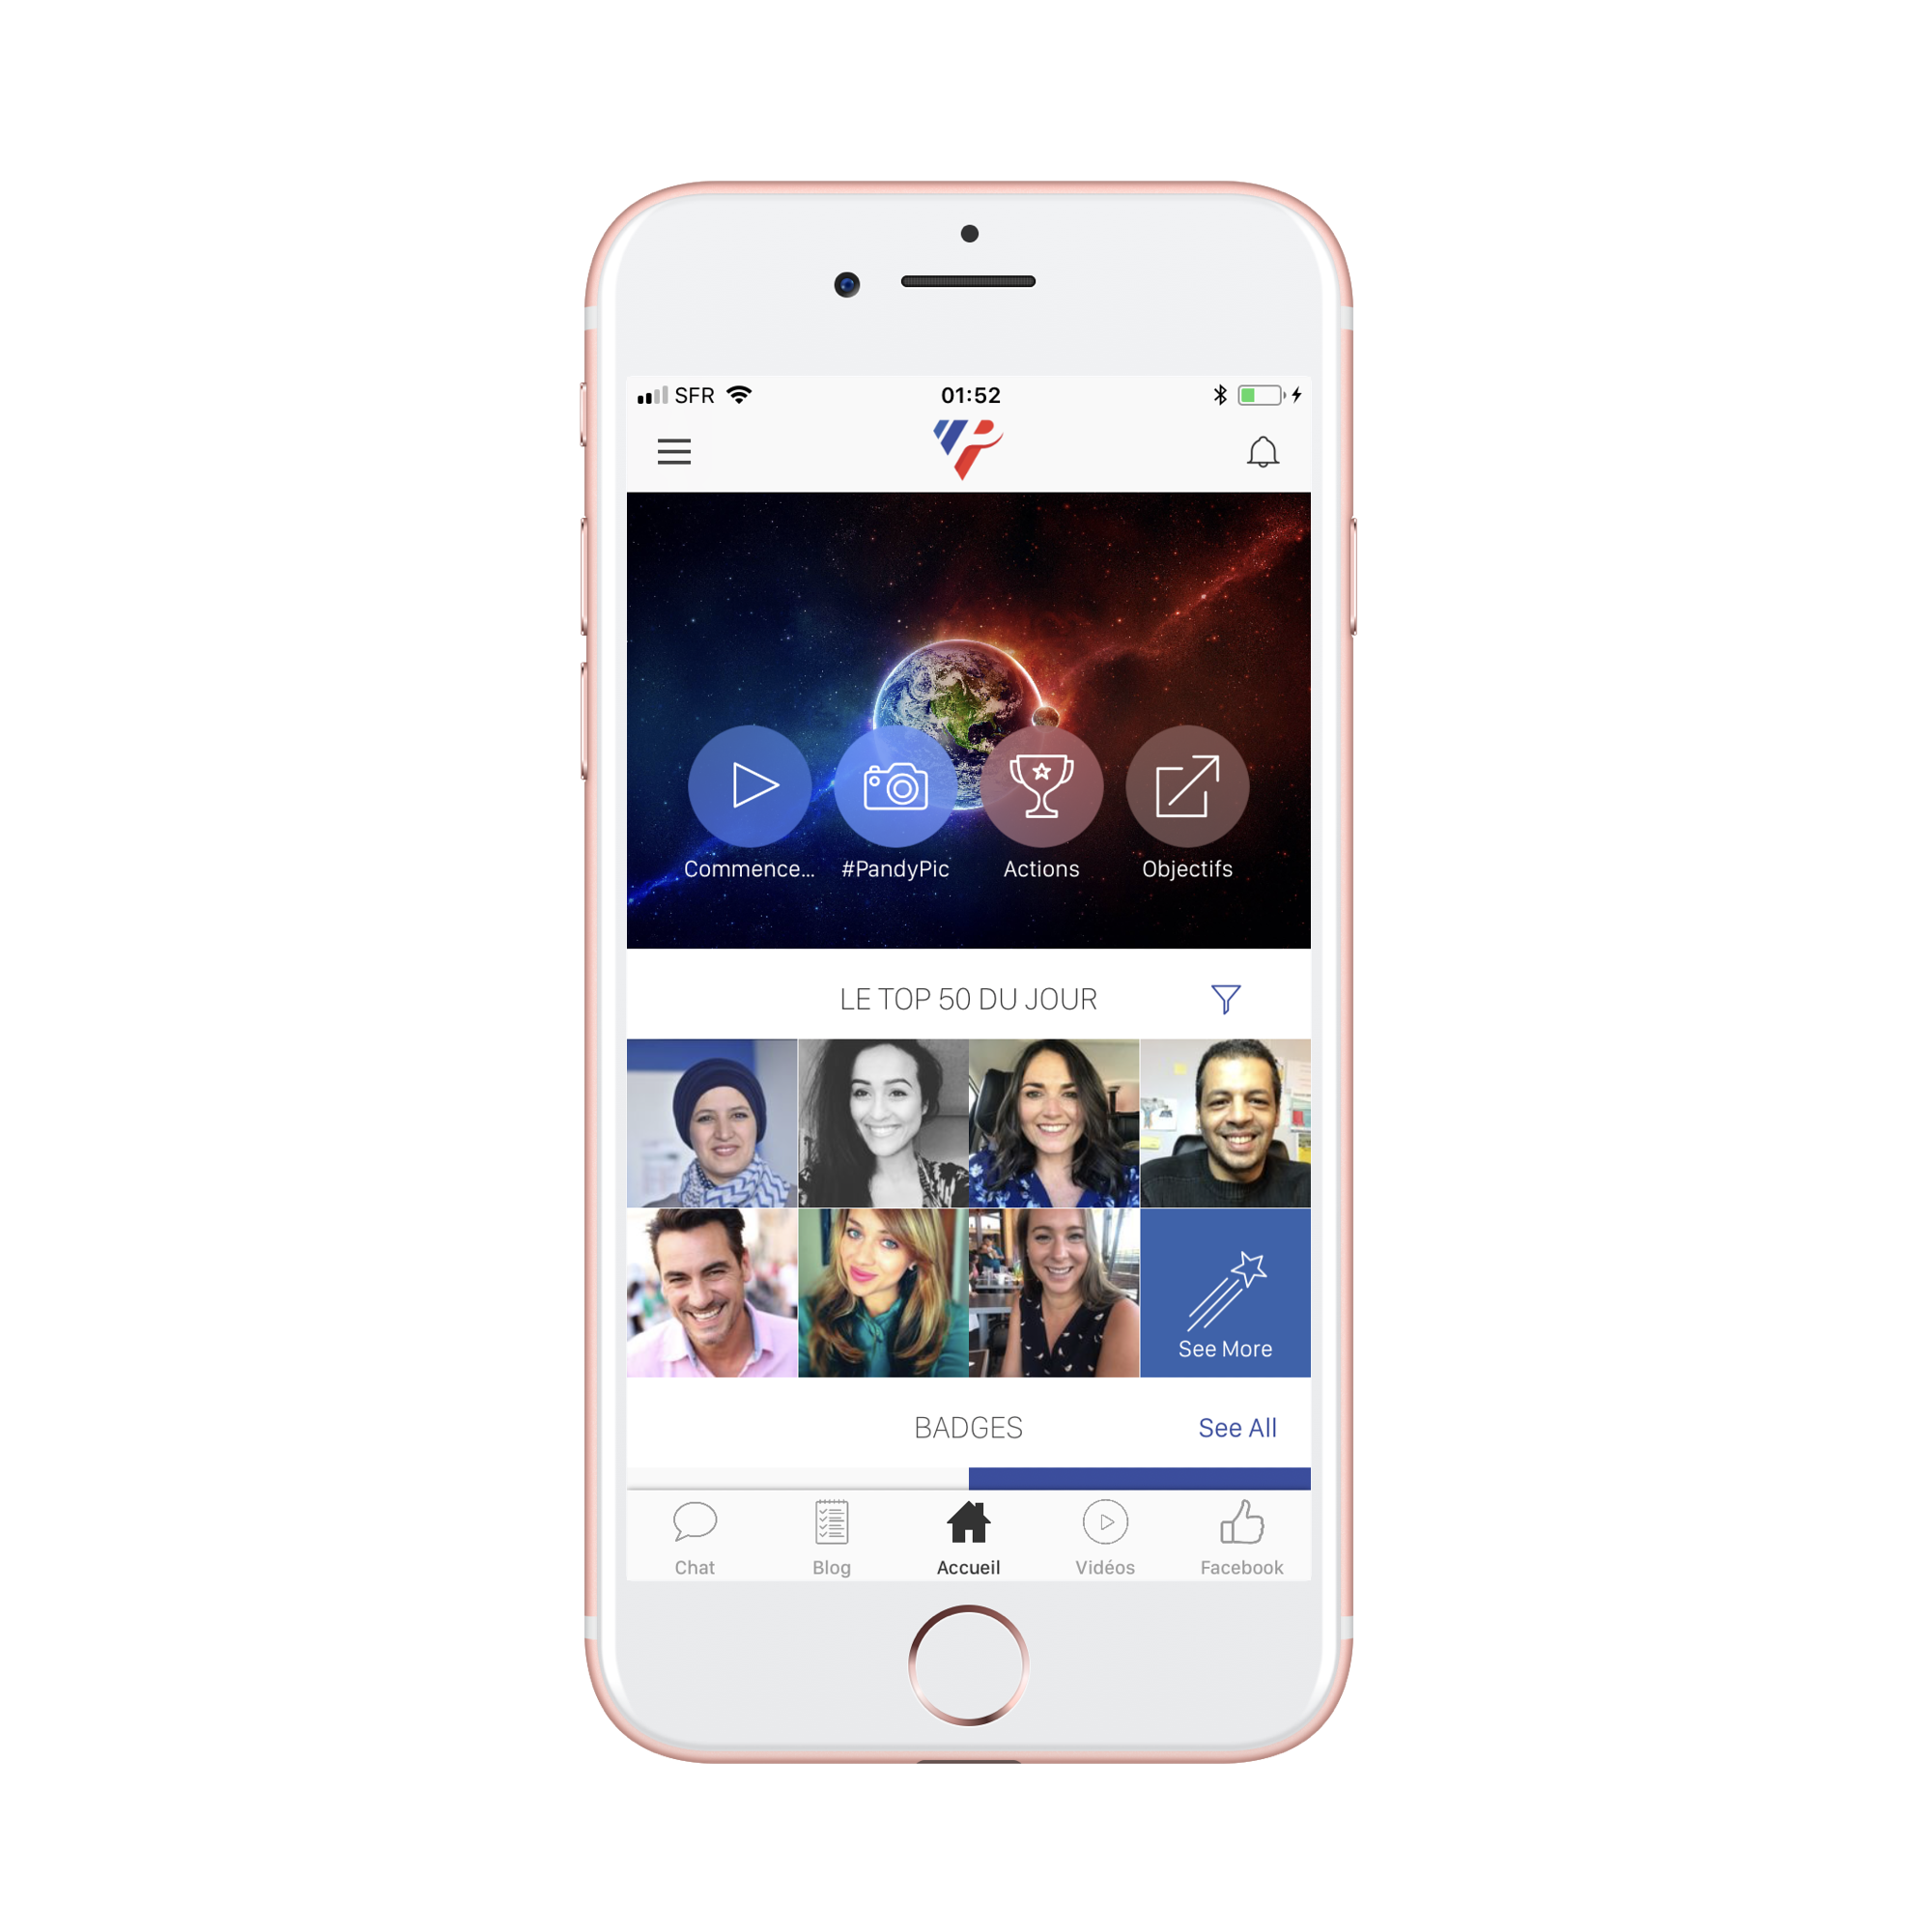 SFR
01:52
Commence...
#PandyPic
Actions
Objectifs
LE TOP 50 DU JOUR
See More
BADGES
See All
Chat
Blog
Accueil
Vidéos
Facebook